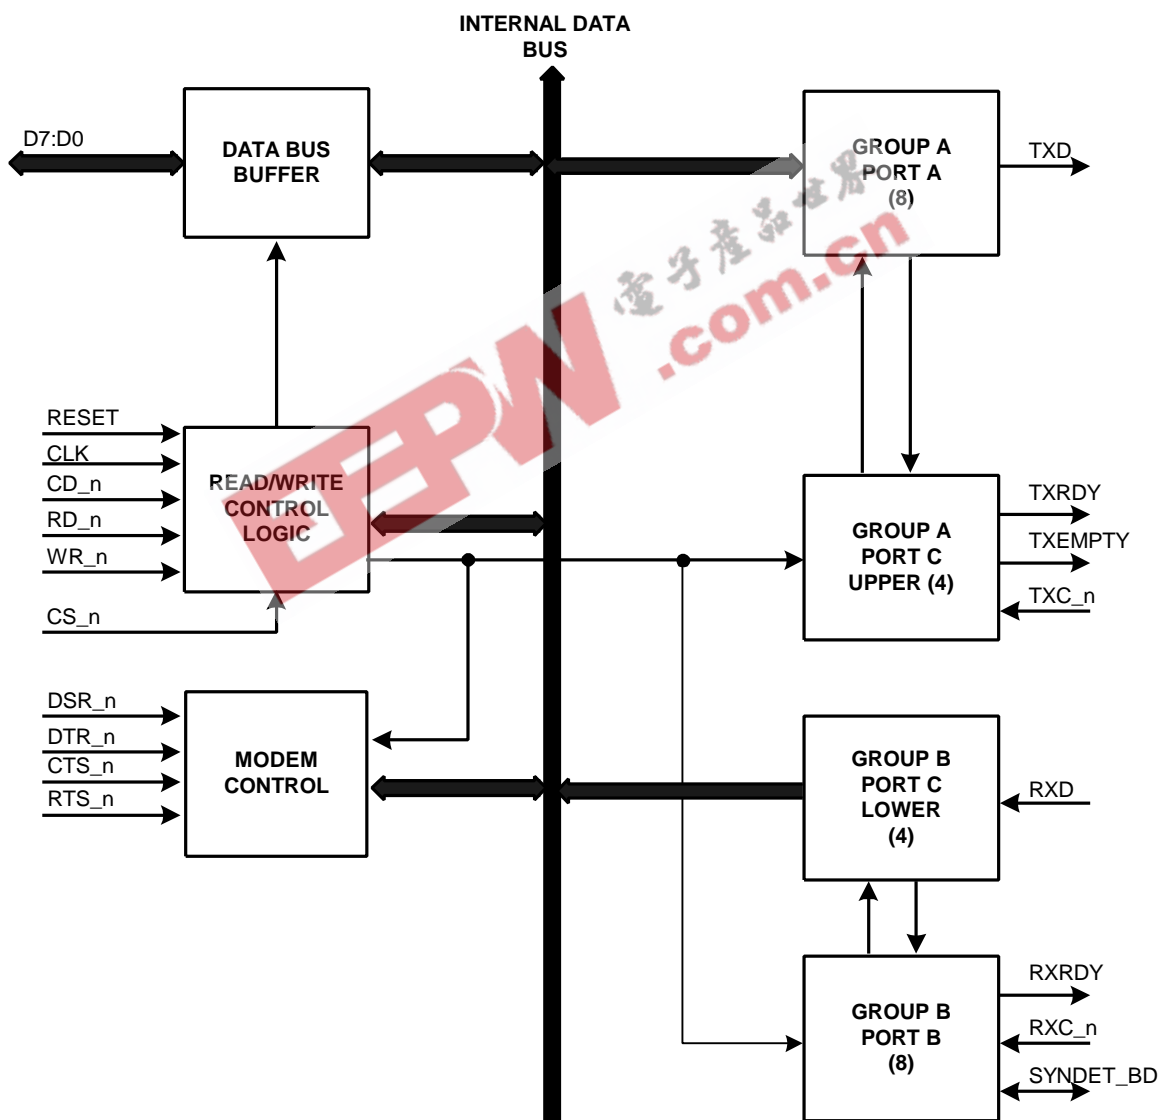 INTERNAL DATA
BUS
D7:D0
DATA BUS
BUFFER
GROUP A
PORT A
(8)
TXD
電子產品世界
.com.cn
EEPW
RESET
CLK
CD_n
RD_n
WR_n
CS_n
READ/WRITE
CONTROL
LOGIC
GROUP A
PORT C
UPPER (4)
TXRDY
TXEMPTY
TXC_n
DSR_n
DTR_n
CTS_n
RTS_n
MODEM
CONTROL
GROUP B
PORT C
LOWER
(4)
RXD
GROUP B
PORT B
(8)
RXRDY
RXC_n
SYNDET_BD